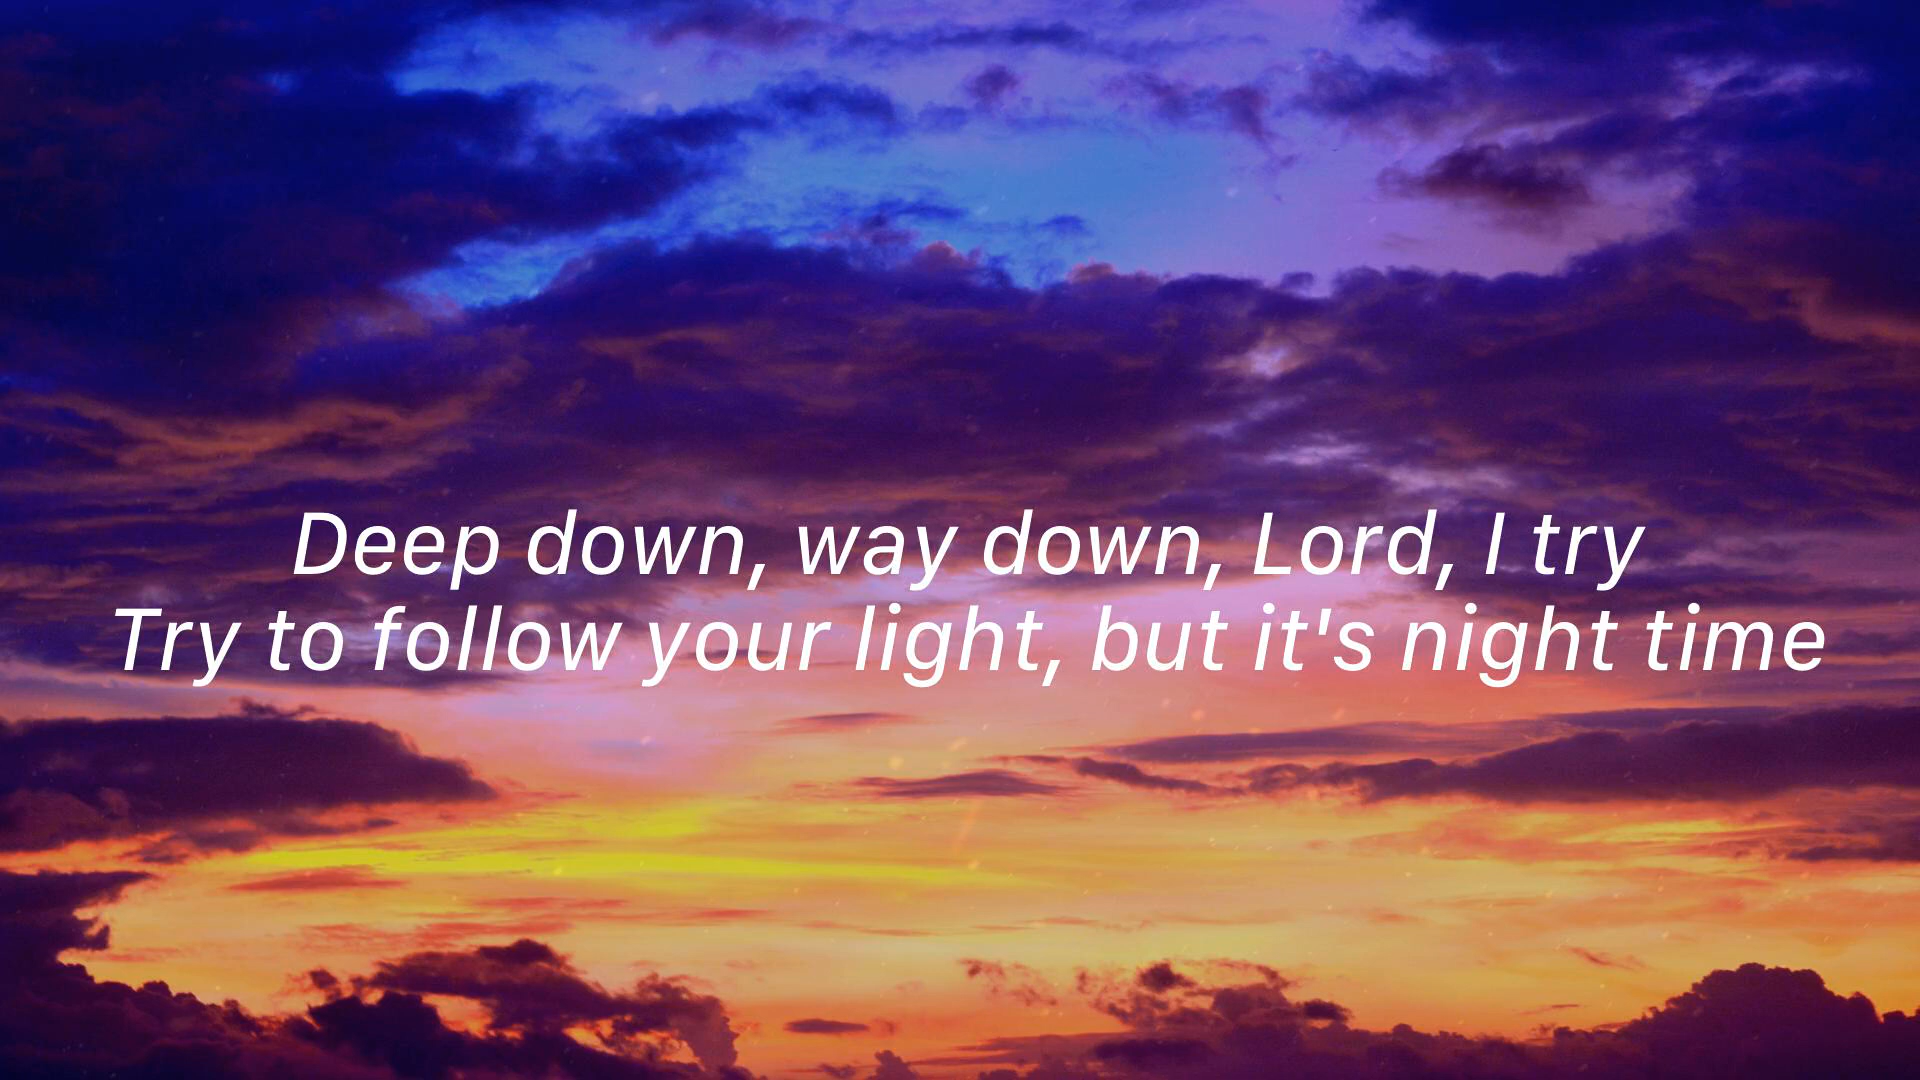 Deep down, way down, Lord, I try
Try to follow your light, but it's night time